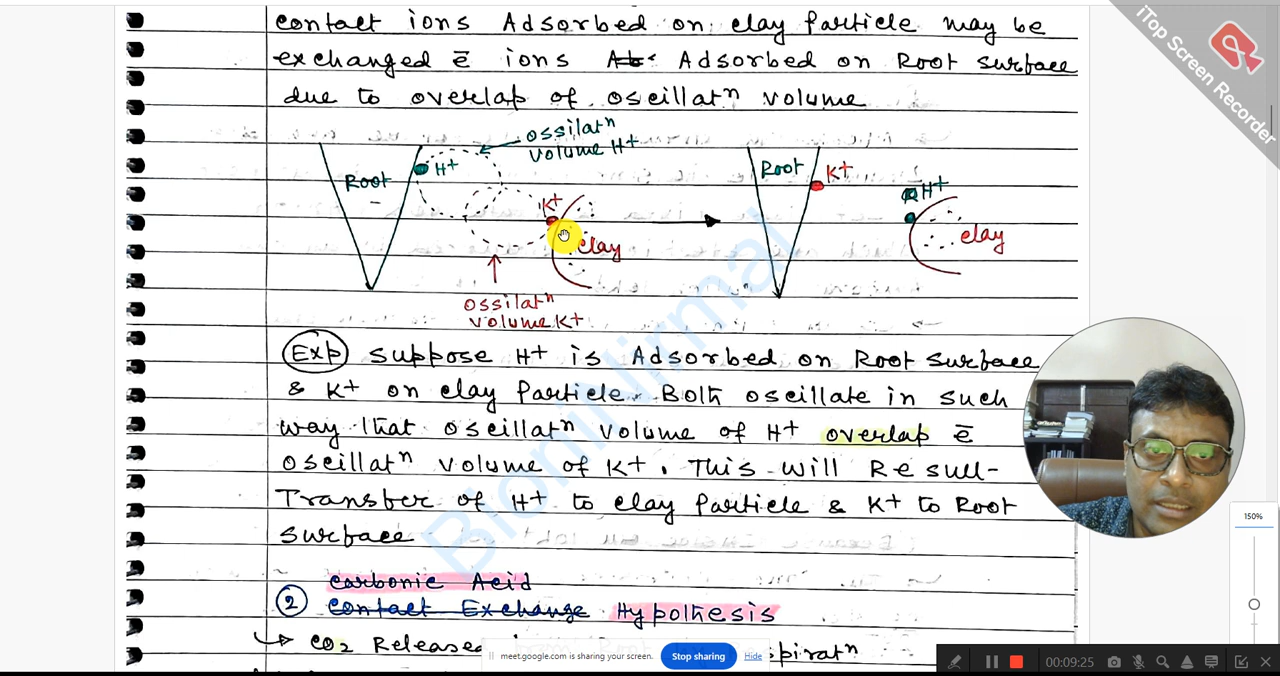 contact ions Adsorbed on clay Particle may be
exchanged ē ions Adsorbed on Root surface
due to overlap of oscillatⁿ volume
ossilatⁿ
volume H+
Root
H+
K+
clay
ossilatⁿ
volume K+
Root
K+
H+
clay
Exp Suppose H+ is Adsorbed on Root surface
& K+ on clay Particle. Both oscillate in such
way that oscillatⁿ volume of H+ overlap ē
oscillatⁿ volume of K+. This will Result
Transfer of H+ to clay Particle & K+ to Root
surface
carbonic Acid
② contact Exchange Hypothesis
↳ CO2 Released
spiratⁿ
Bionlirmal
iTop Screen Recorder
150%
meet.google.com is sharing your screen.
Stop sharing
Hide
00:09:25